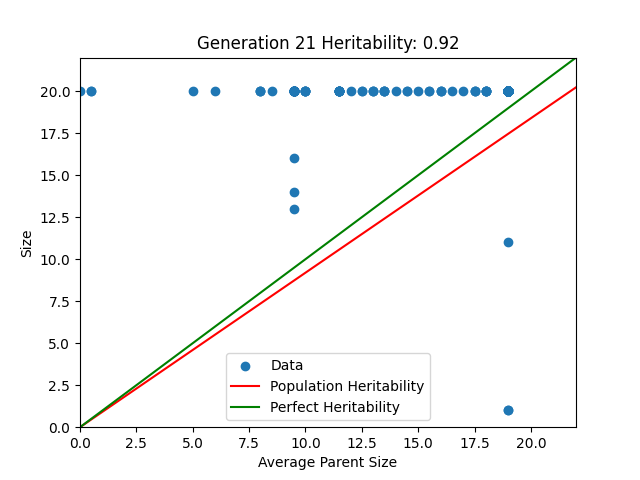 Generation 21 Heritability: 0.92
20.0
17.5
15.0
12.5
10.0
7.5
5.0
2.5
0.0
Size
Data
Population Heritability
Perfect Heritability
0.0 2.5 5.0 7.5 10.0 12.5 15.0 17.5 20.0
Average Parent Size